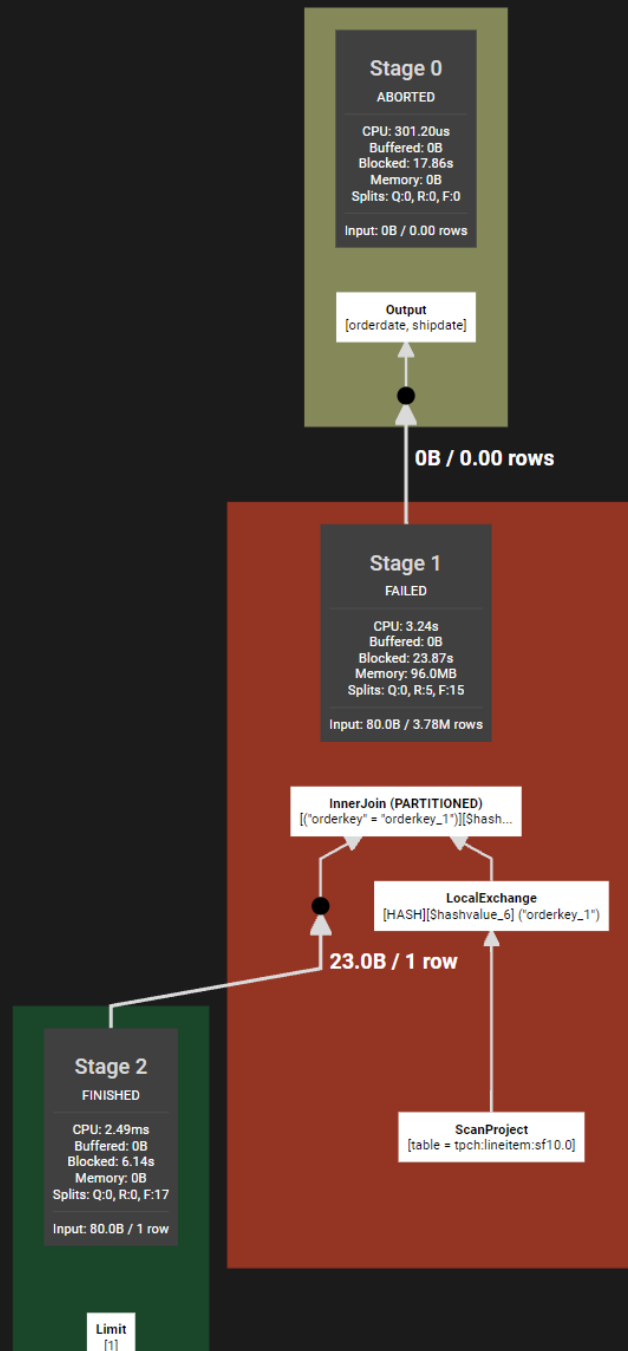 Stage 0
ABORTED
CPU: 301.20us
Buffered: 0B
Blocked: 17.86s
Memory: 0B
Splits: Q:0, R:0, F:0
Input: 0B / 0.00 rows
Output
[orderdate, shipdate]
0B / 0.00 rows
Stage 1
FAILED
CPU: 3.24s
Buffered: 0B
Blocked: 23.87s
Memory: 96.0MB
Splits: Q:0, R:5, F:15
Input: 80.0B / 3.78M rows
InnerJoin (PARTITIONED)
[("orderkey" = "orderkey_1")][$hash...
LocalExchange
[HASH][$hashvalue_6] ("orderkey_1")
23.0B / 1 row
Stage 2
FINISHED
CPU: 2.49ms
Buffered: 0B
Blocked: 6.14s
Memory: 0B
Splits: Q:0, R:0, F:17
Input: 80.0B / 1 row
ScanProject
[table = tpch:lineitem:sf10.0]
Limit
[1]